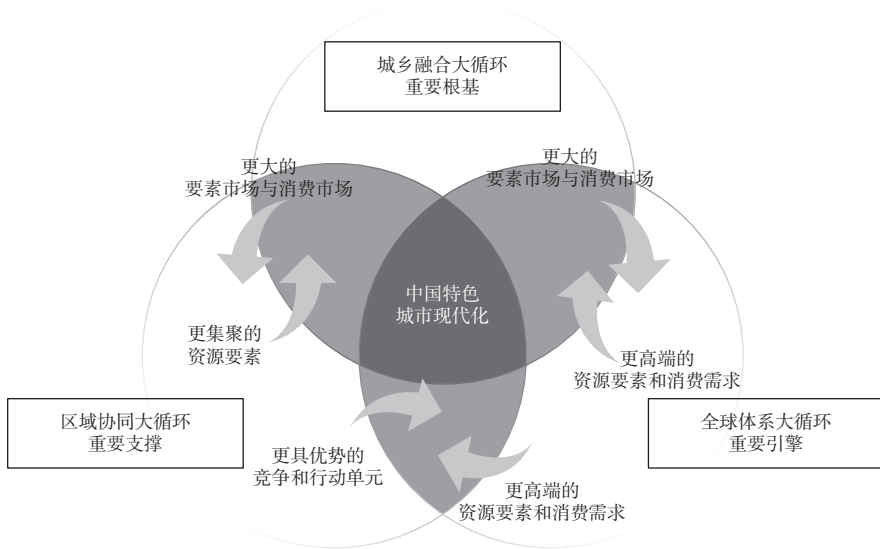 城乡融合大循环
重要根基
更大的
要素市场与消费市场
更大的
要素市场与消费市场
中国特色
城市现代化
更集聚的
资源要素
更高端的
资源要素和消费需求
区域协同大循环
重要支撑
全球体系大循环
重要引擎
更具优势的
竞争和行动单元
更高端的
资源要素和消费需求